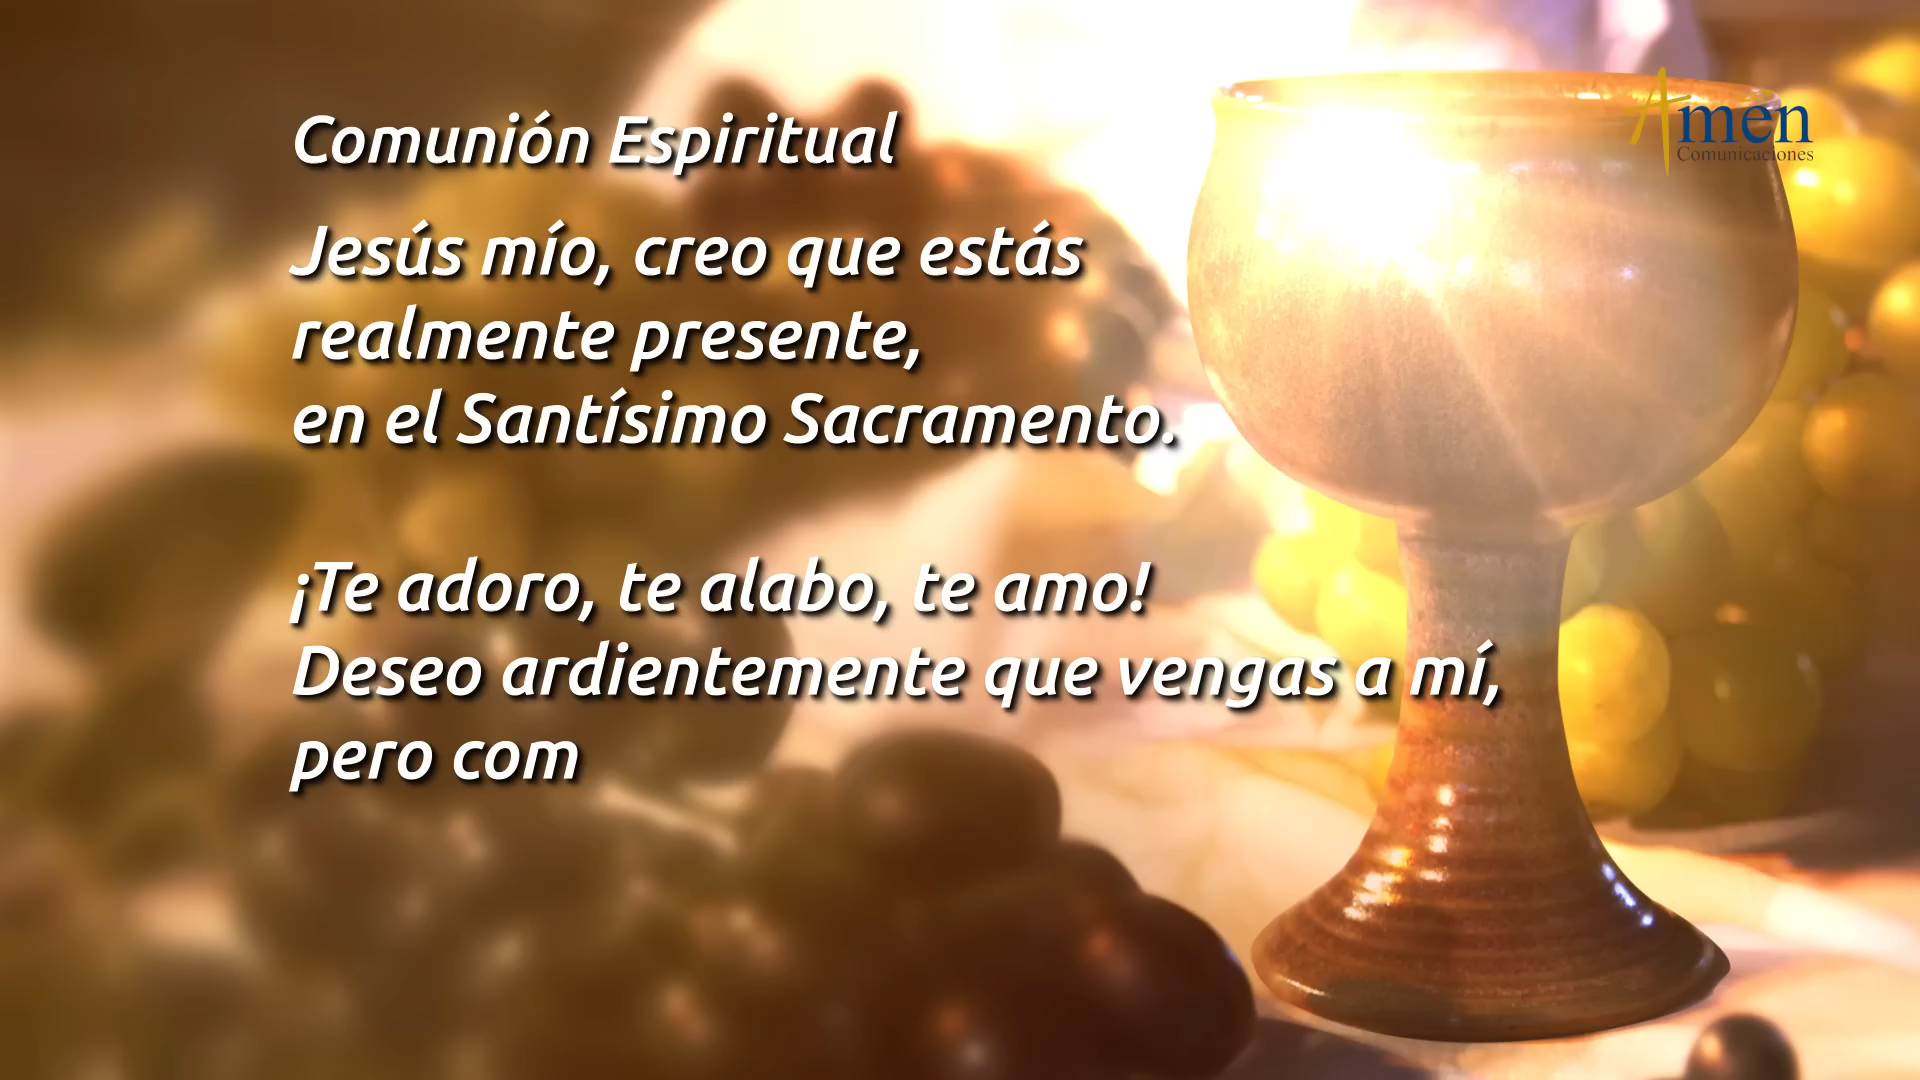 Comunión Espiritual
Jesús mío, creo que estás
realmente presente,
en el Santísimo Sacramento.
¡Te adoro, te alabo, te amo!
Deseo ardientemente que vengas a mí,
pero com
Amén
Comunicaciones